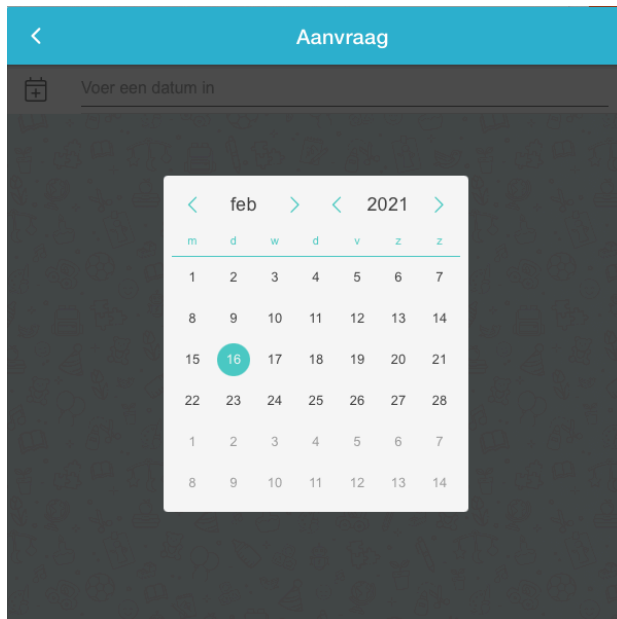 Aanvraag
Voer een datum in
feb 2021
m d w d v z z
1 2 3 4 5 6 7
8 9 10 11 12 13 14
15 16 17 18 19 20 21
22 23 24 25 26 27 28
1 2 3 4 5 6 7
8 9 10 11 12 13 14